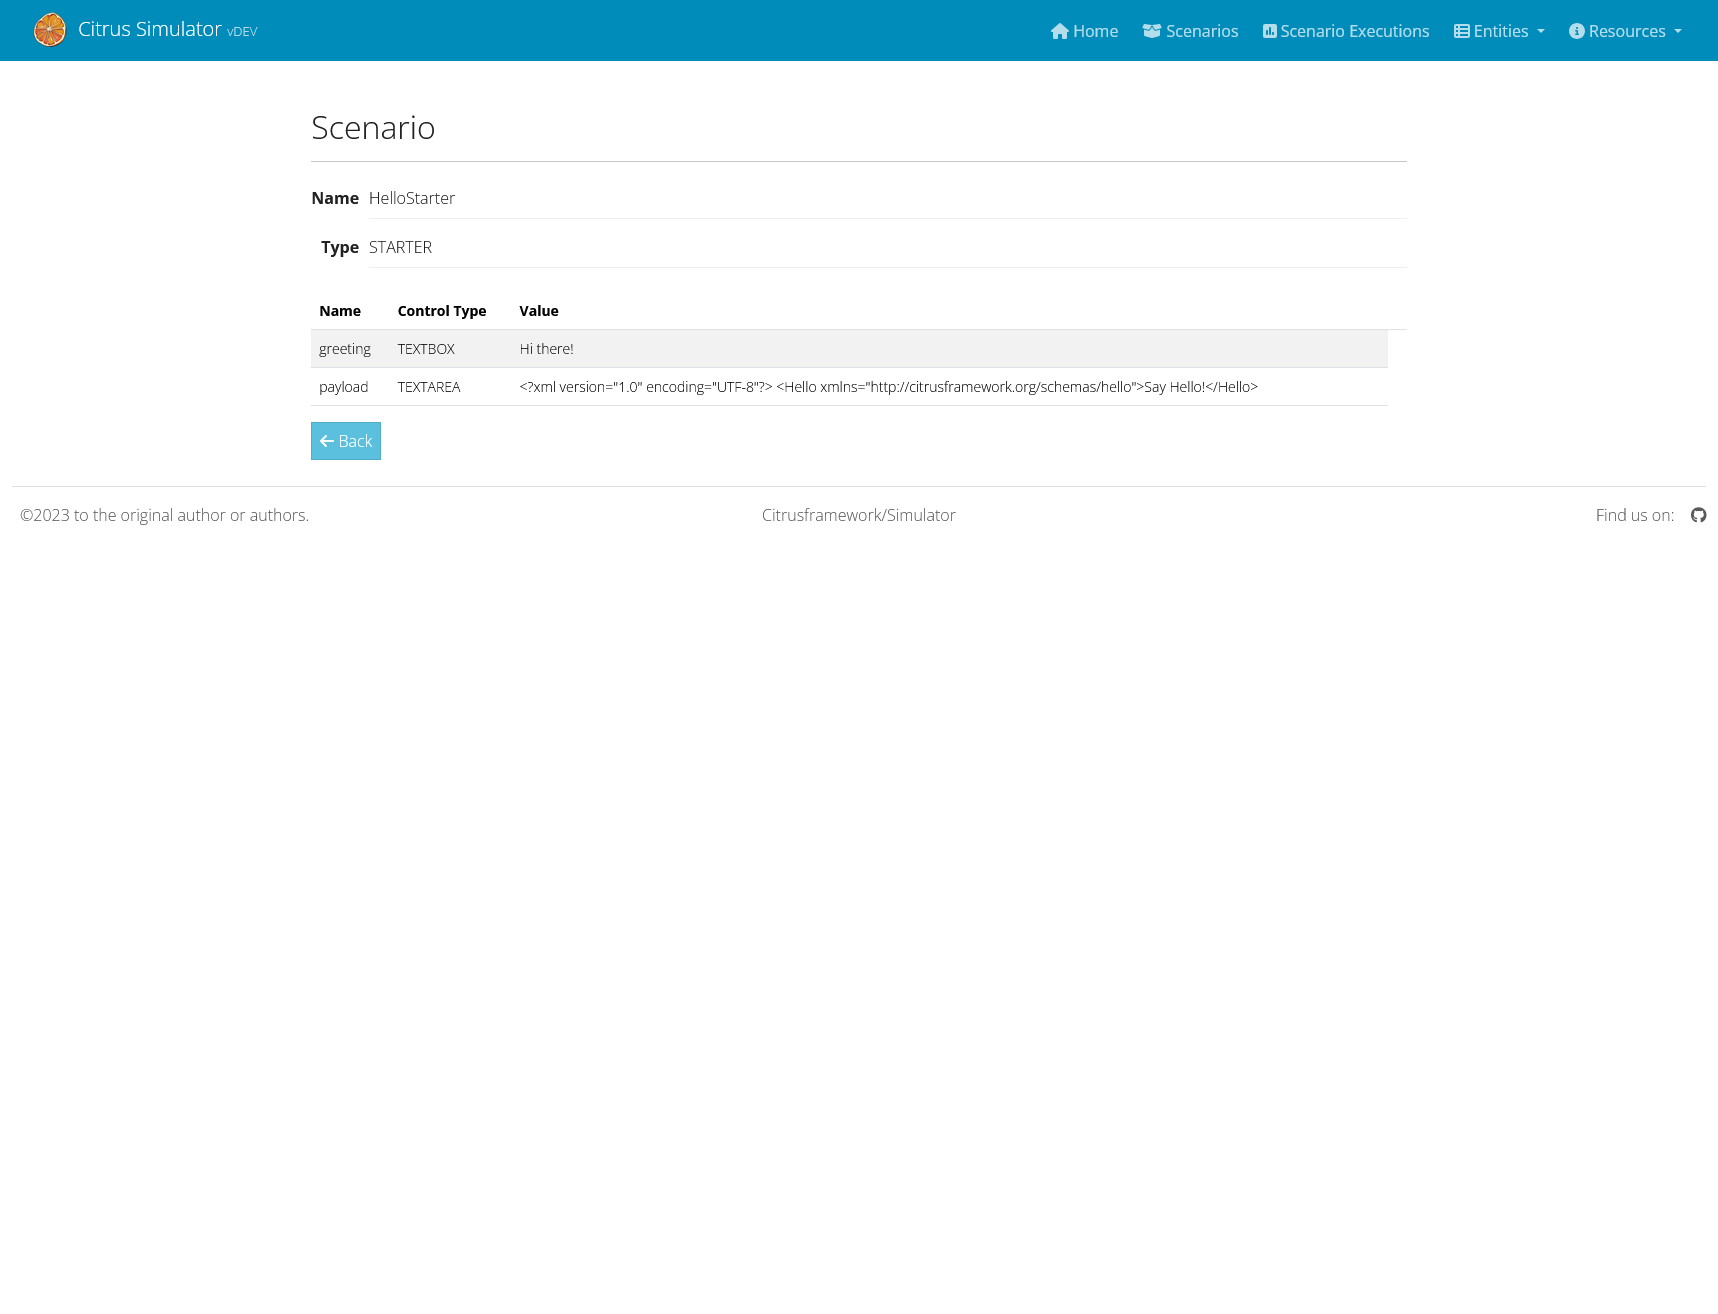 Citrus Simulator vDEV
Home Scenarios Scenario Executions Entities Resources
Scenario
Name HelloStarter
Type STARTER
Name Control Type Value
greeting TEXTBOX Hi there!
payload TEXTAREA <?xml version="1.0" encoding="UTF-8"?> <Hello xmlns="http://citrusframework.org/schemas/hello">Say Hello!</Hello>
Back
©2023 to the original author or authors. Citrusframework/Simulator Find us on: